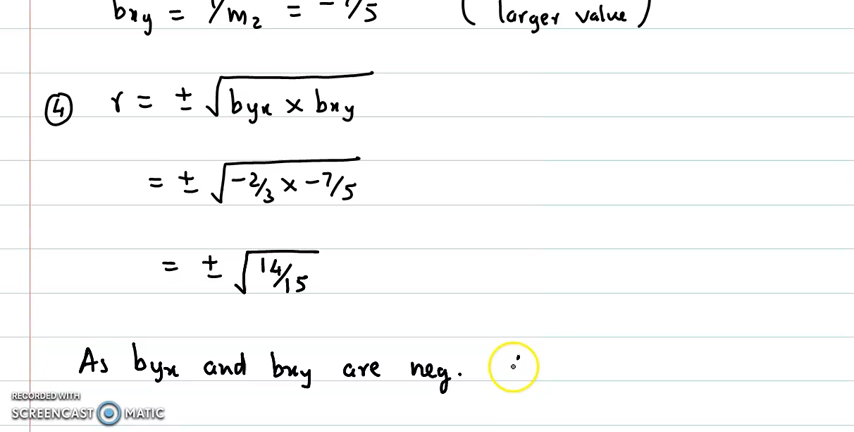 bxy = 1/m2 = -7/5 (larger value)
④ r = ± √byx × bxy
= ± √-2/3 × -7/5
= ± √14/15
As byx and bxy are neg.
RECORDED WITH
SCREENCAST MATIC